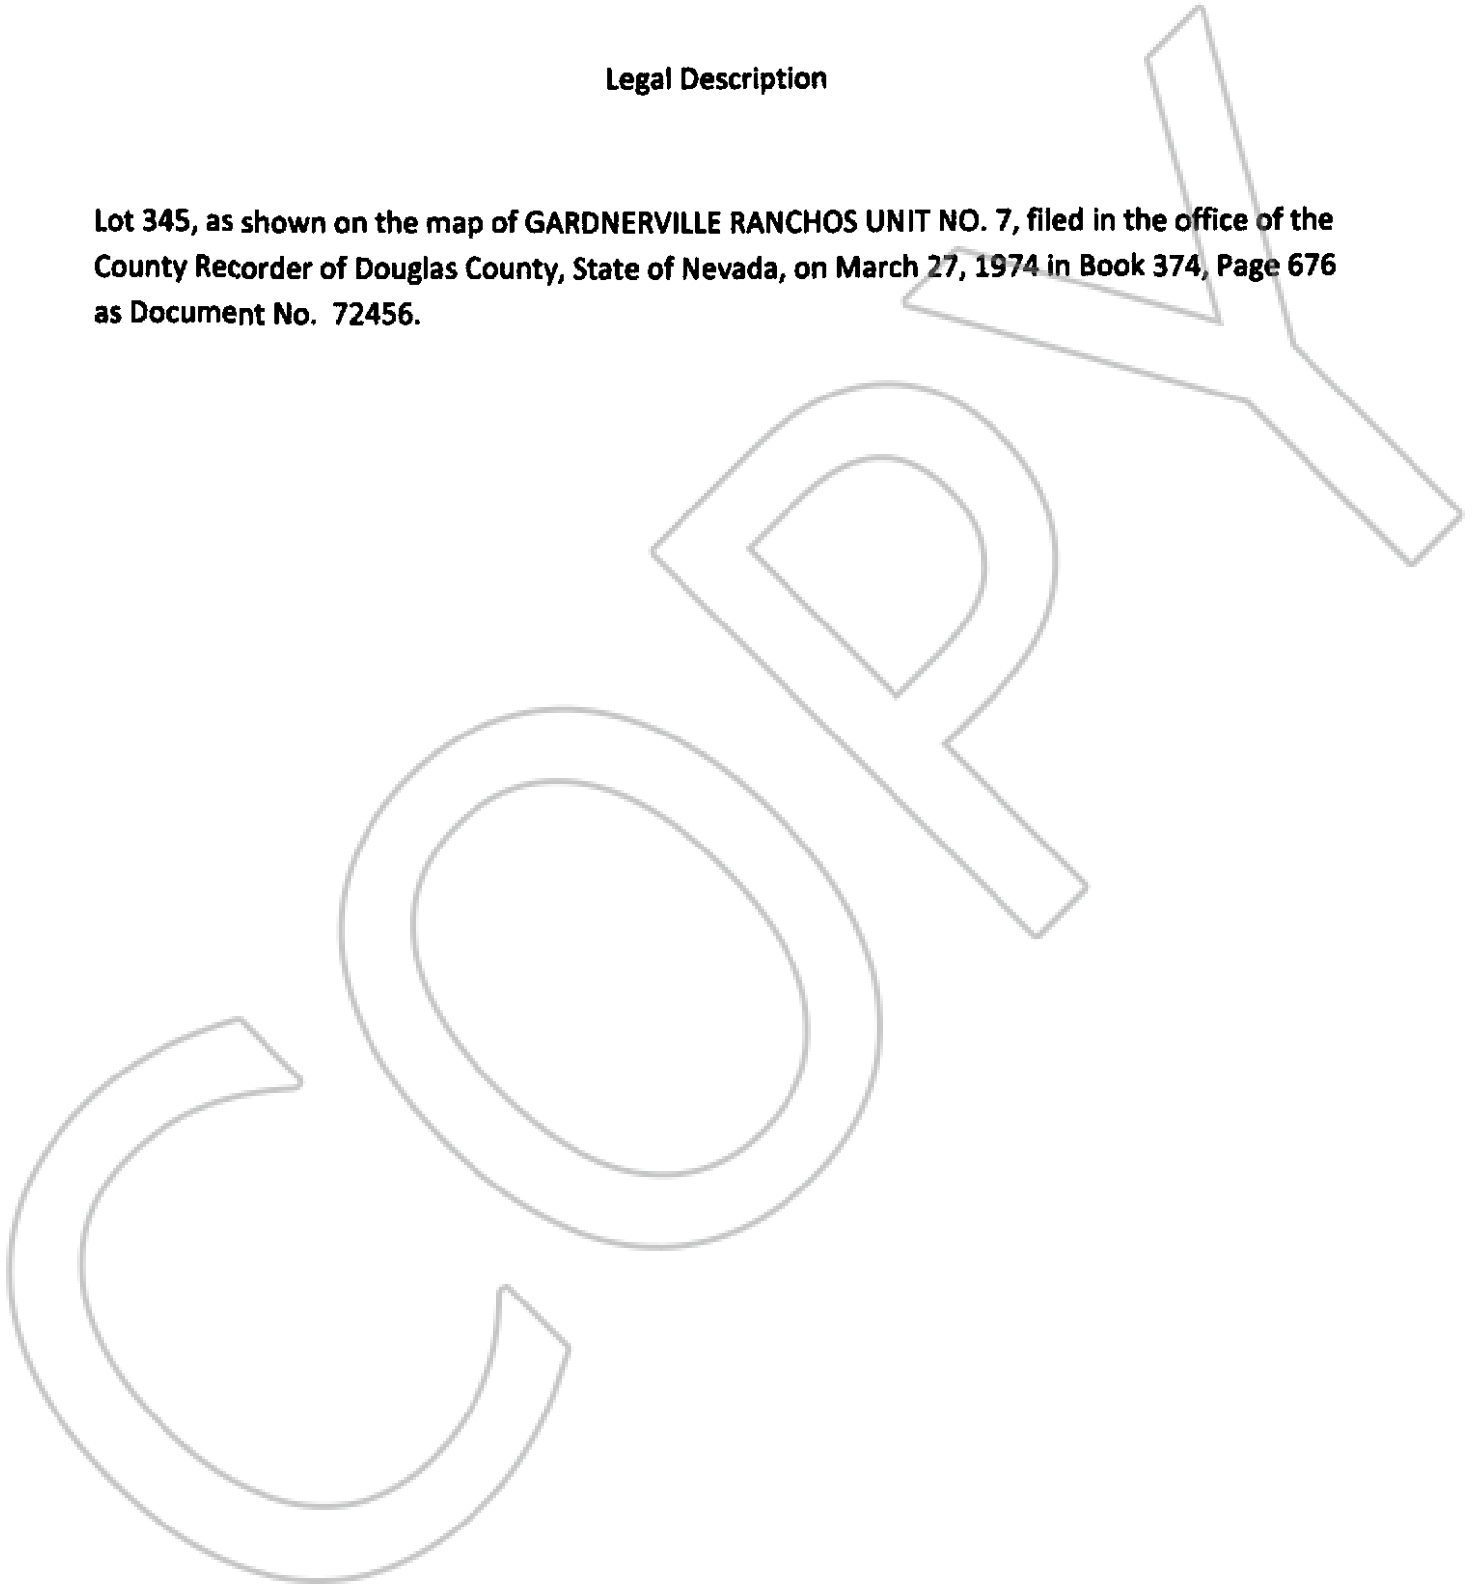 Legal Description
Lot 345, as shown on the map of GARDNERVILLE RANCHOS UNIT NO. 7, filed in the office of the
County Recorder of Douglas County, State of Nevada, on March 27, 1974 in Book 374, Page 676
as Document No. 72456.
COPY